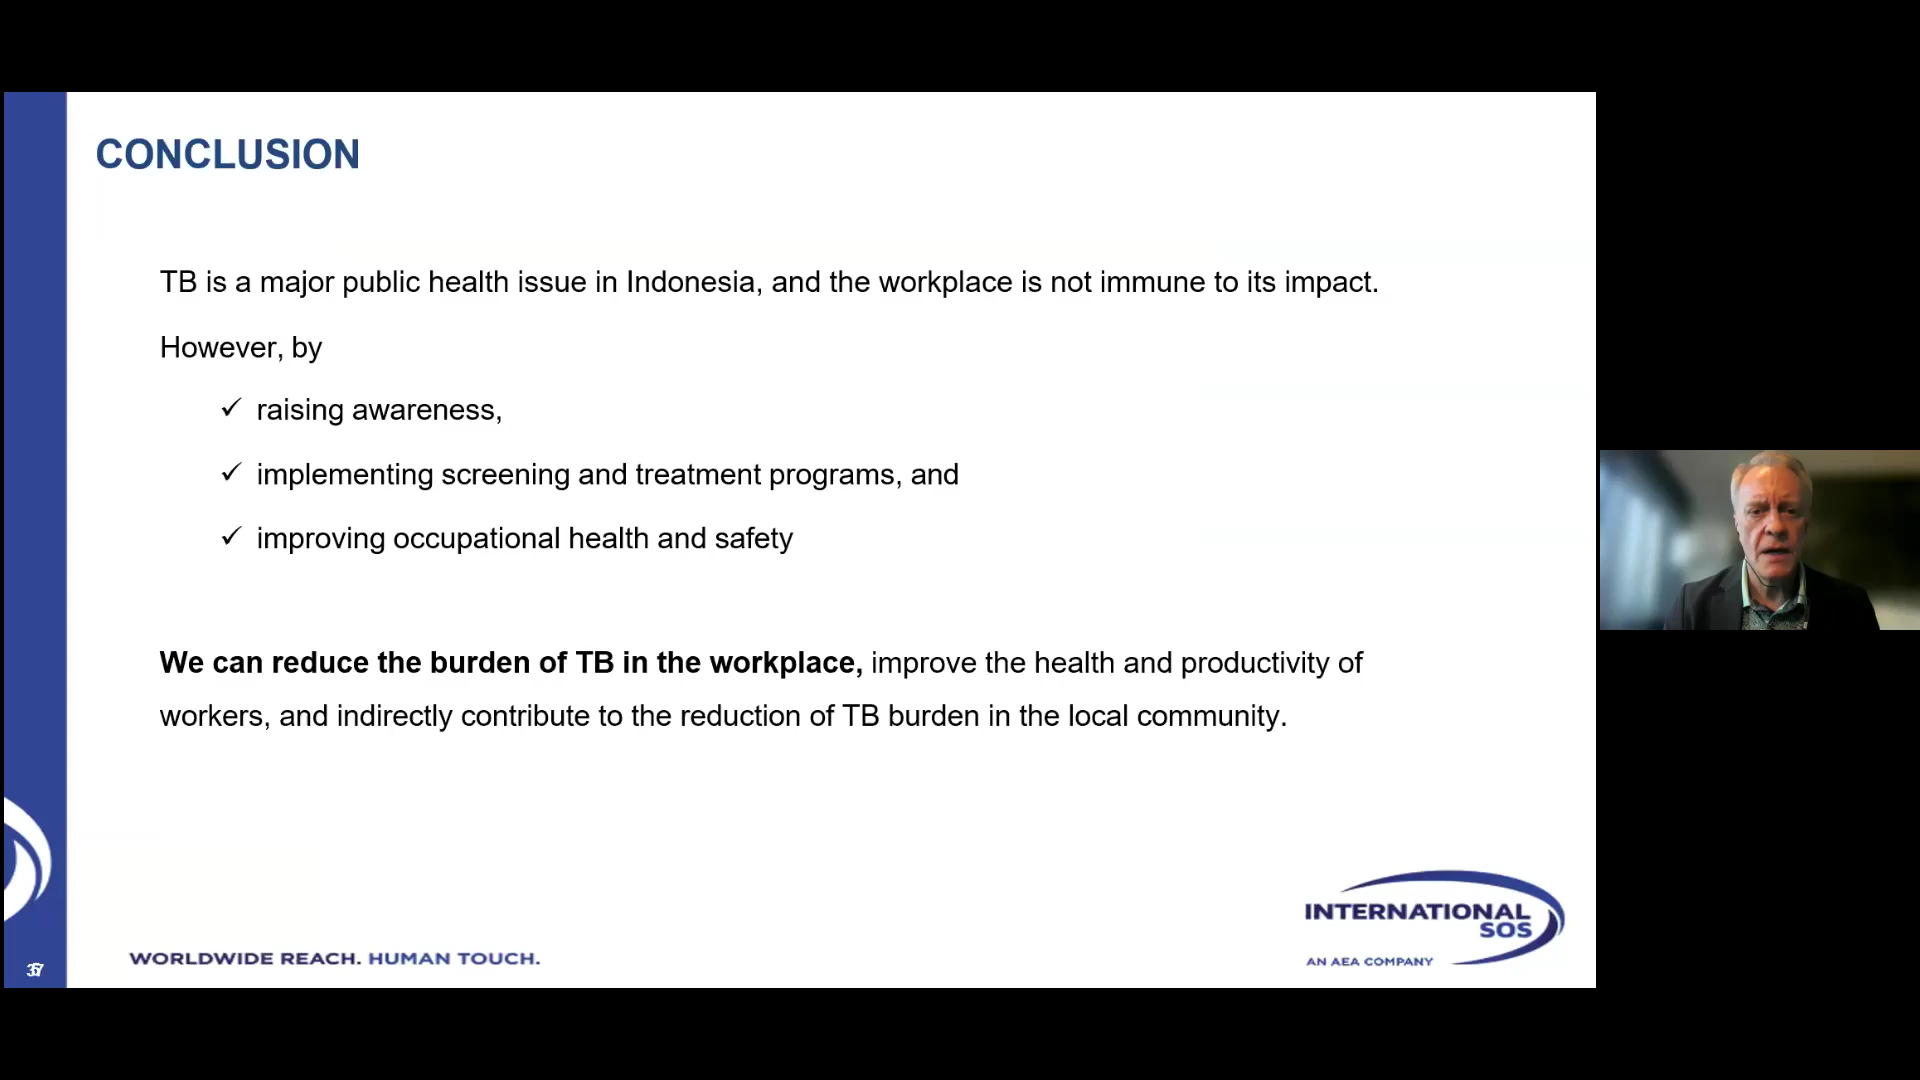 CONCLUSION
TB is a major public health issue in Indonesia, and the workplace is not immune to its impact.
However, by
✓ raising awareness,
✓ implementing screening and treatment programs, and
✓ improving occupational health and safety
We can reduce the burden of TB in the workplace, improve the health and productivity of
workers, and indirectly contribute to the reduction of TB burden in the local community.
INTERNATIONAL
SOS
AN AEA COMPANY
WORLDWIDE REACH. HUMAN TOUCH.